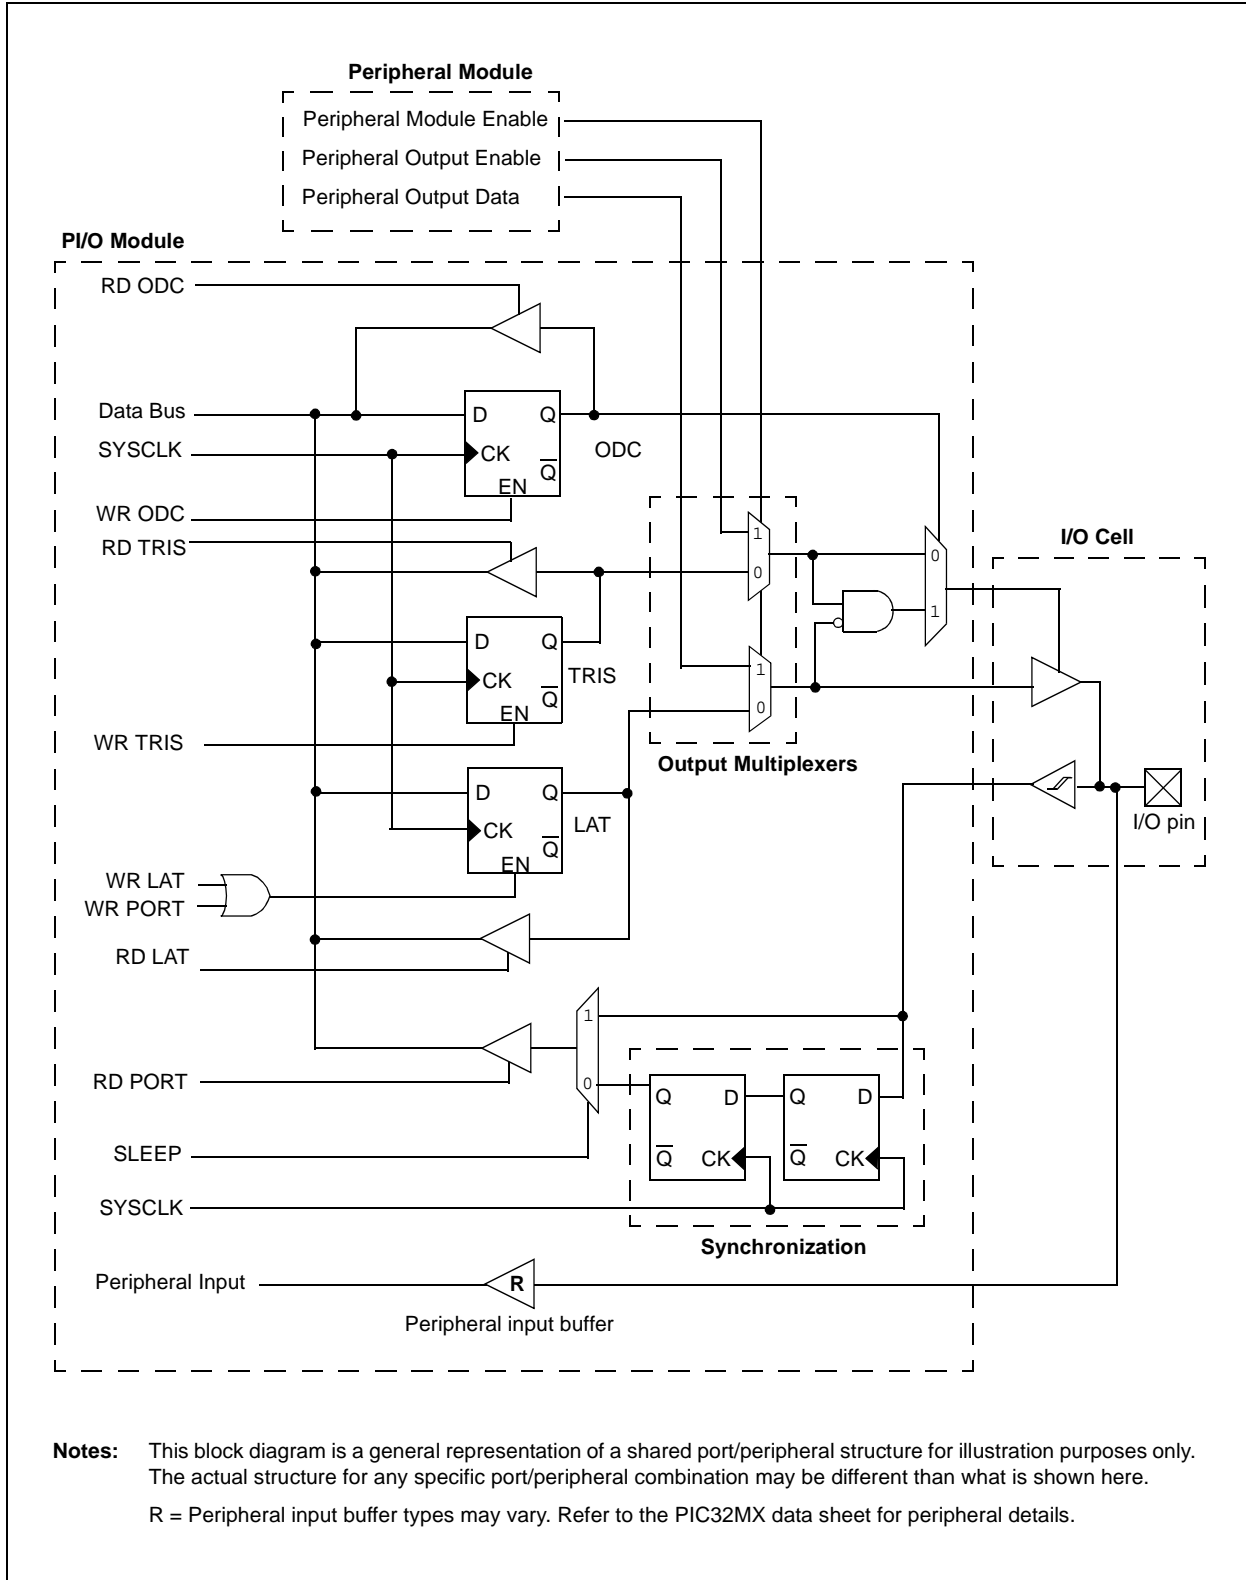 Peripheral Module
Peripheral Module Enable
Peripheral Output Enable
Peripheral Output Data
PI/O Module
RD ODC
Data Bus
D Q
SYSCLK
CK
ODC
Q
EN
WR ODC
RD TRIS
1
0
0
1
I/O Cell
D Q
CK
TRIS
Q
EN
1
0
WR TRIS
Output Multiplexers
D Q
CK
LAT
Q
EN
I/O pin
WR LAT
WR PORT
RD LAT
1
0
RD PORT
Q D
Q D
Q CK
Q CK
SLEEP
SYSCLK
Synchronization
Peripheral Input
R
Peripheral input buffer
Notes: This block diagram is a general representation of a shared port/peripheral structure for illustration purposes only.
The actual structure for any specific port/peripheral combination may be different than what is shown here.
R = Peripheral input buffer types may vary. Refer to the PIC32MX data sheet for peripheral details.